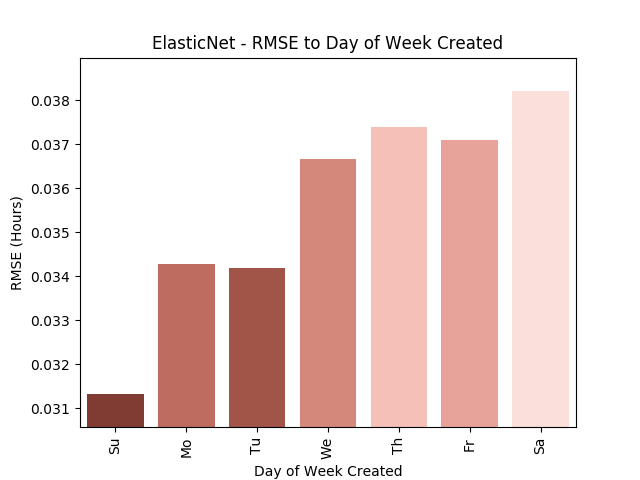 ElasticNet - RMSE to Day of Week Created
RMSE (Hours)
0.038
0.037
0.036
0.035
0.034
0.033
0.032
0.031
Su
Mo
Tu
We
Th
Fr
Sa
Day of Week Created